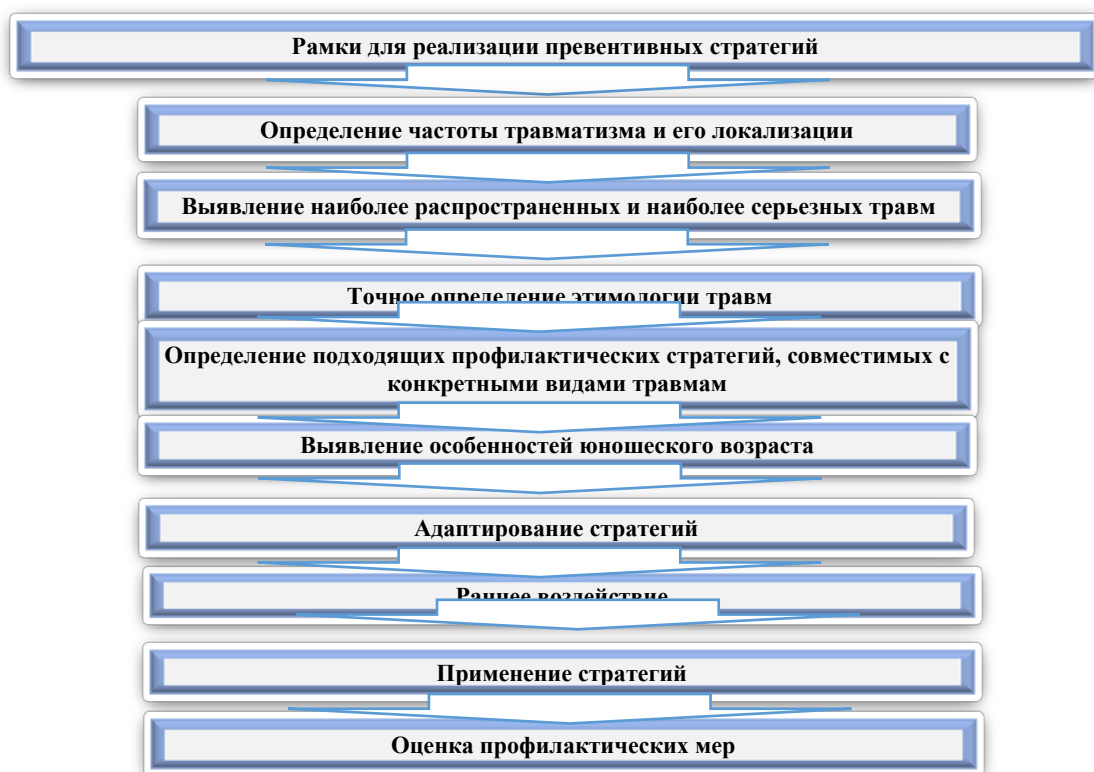 Рамки для реализации превентивных стратегий
Определение частоты травматизма и его локализации
Выявление наиболее распространенных и наиболее серьезных травм
Точное определение этимологии травм
Определение подходящих профилактических стратегий, совместимых с
конкретными видами травмам
Выявление особенностей юношеского возраста
Адаптирование стратегий
Раннее воздействие
Применение стратегий
Оценка профилактических мер